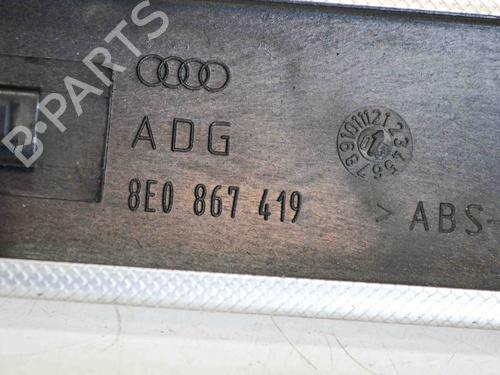 B-PARTS
ADG
8E0 867 419
> ABS-